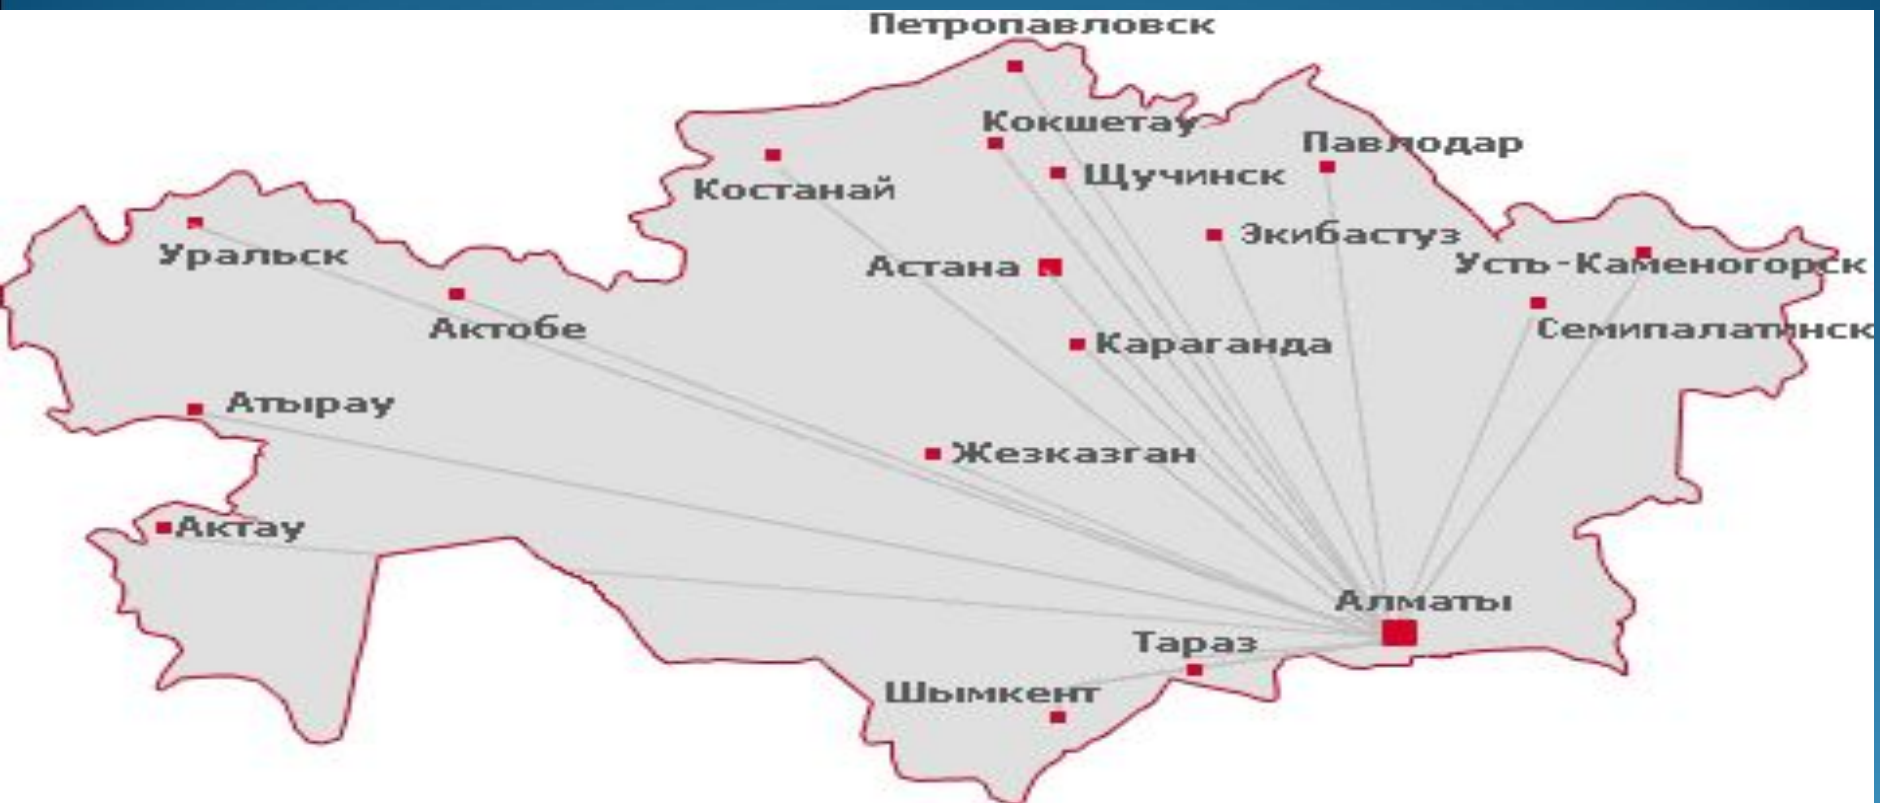 Петропавловск
Кокшетау
Павлодар
Щучинск
Костанай
Экибастуз
Уральск
Астана
Усть-Каменогорск
Актобе
Семипалатинск
Караганда
Атырау
Жезказган
Актау
Алматы
Тараз
Шымкент